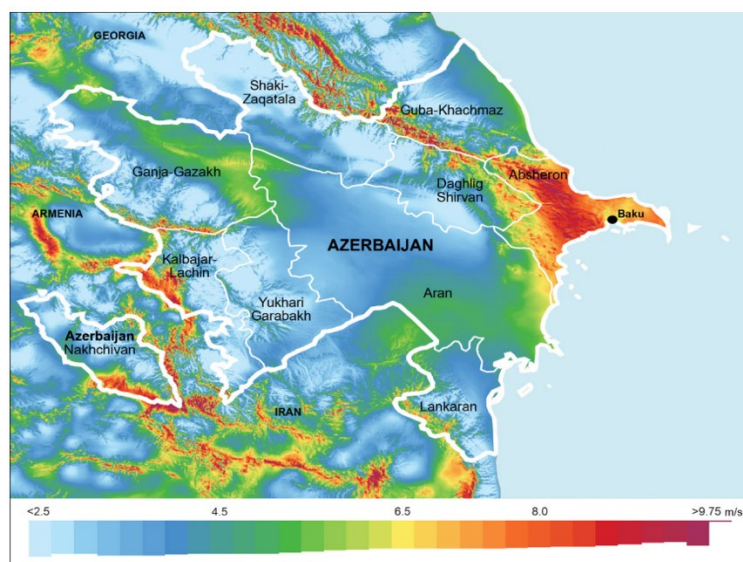 GEORGIA
Shaki-
Zaqatala
Guba-Khachmaz
Ganja-Gazakh
Absheron
Daghlig
Shirvan
Baku
ARMENIA
AZERBAIJAN
Kalbajar-
Lachin
Aran
Yukhari
Garabakh
Azerbaijan
Nakhchivan
Lankaran
IRAN
<2.5 4.5 6.5 8.0 >9.75 m/s